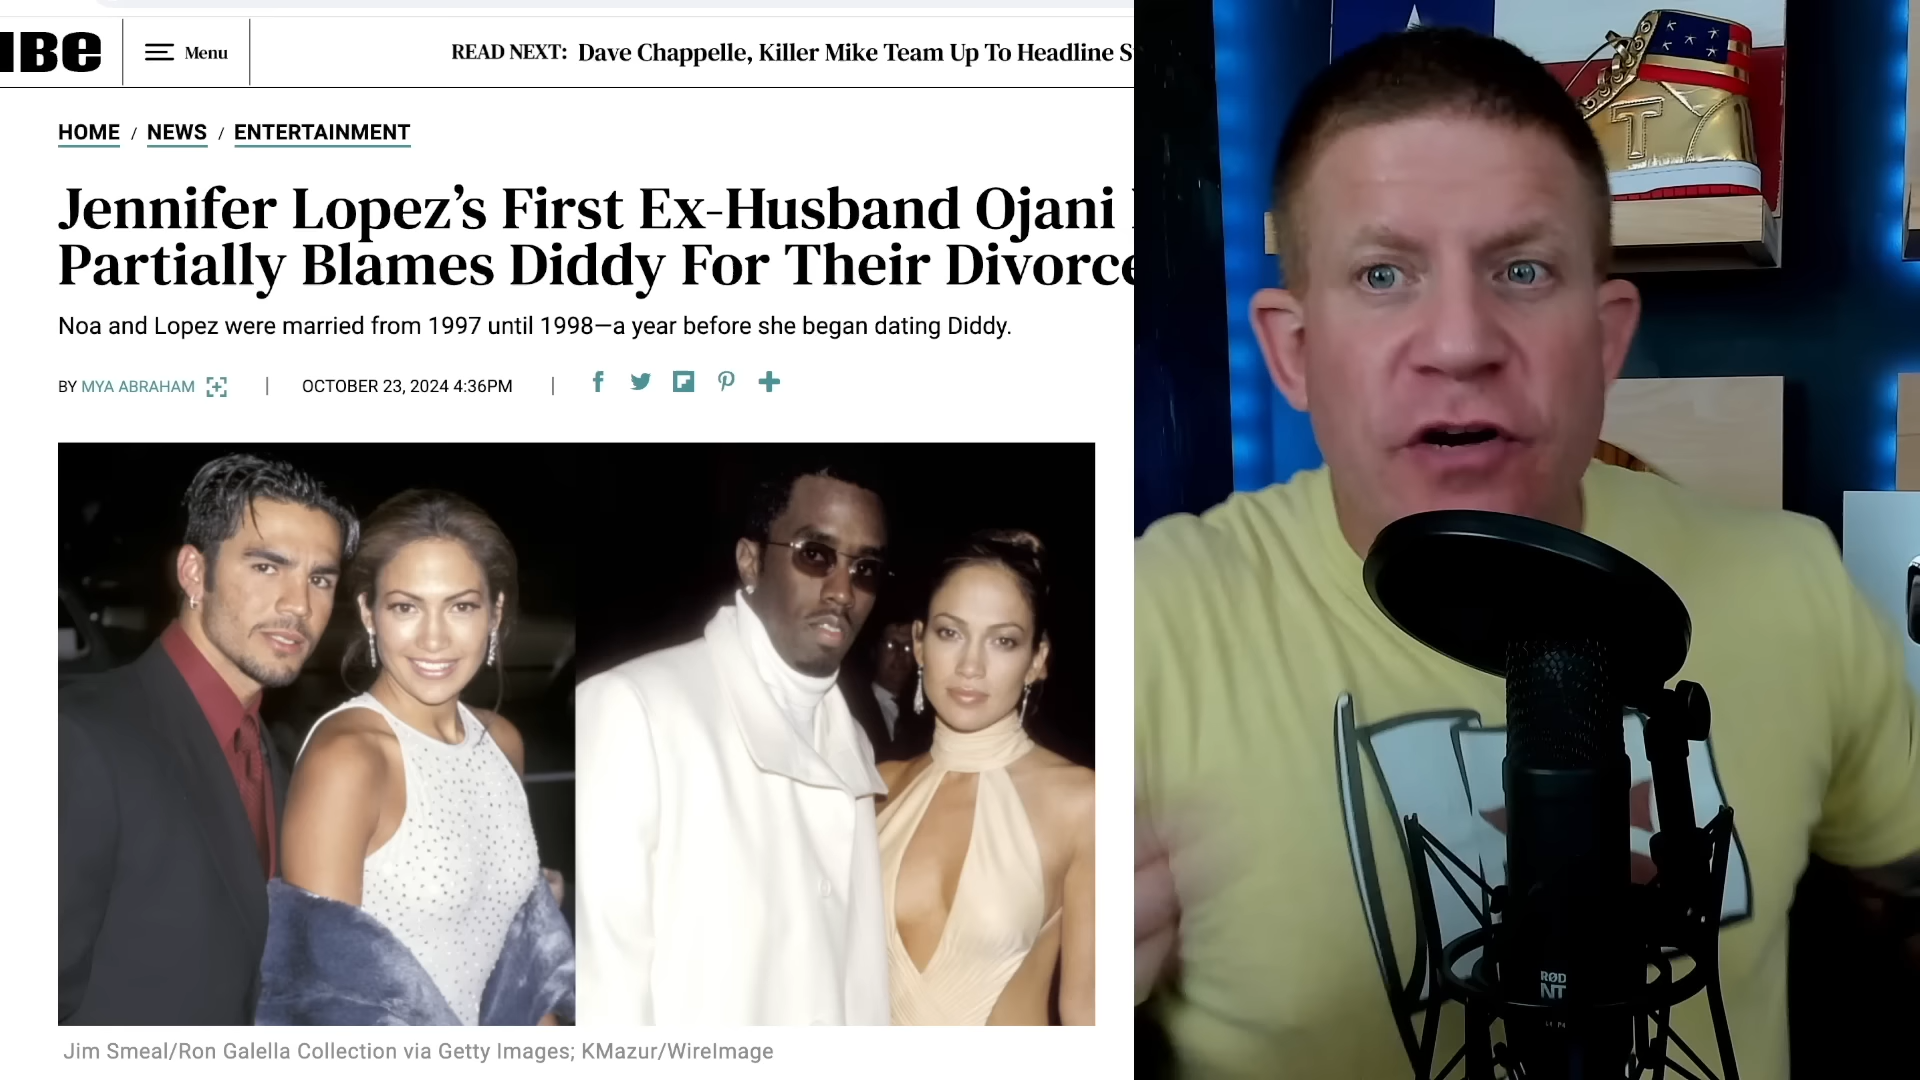 IBe
Menu
READ NEXT: Dave Chappelle, Killer Mike Team Up To Headline S
HOME / NEWS / ENTERTAINMENT
Jennifer Lopez’s First Ex-Husband Ojani
Partially Blames Diddy For Their Divorce
Noa and Lopez were married from 1997 until 1998—a year before she began dating Diddy.
BY MYA ABRAHAM | OCTOBER 23, 2024 4:36PM |
Jim Smeal/Ron Galella Collection via Getty Images; KMazur/WireImage
T
RØD
NT